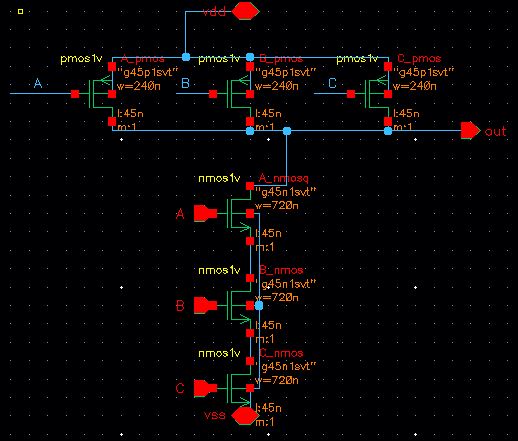 vdd
pmos1v A_pmos
"g45p1svt"
w=240n
l:45n
m:1
A
pmos1v B_pmos
"g45p1svt"
w=240n
l:45n
m:1
B
pmos1v C_pmos
"g45p1svt"
w=240n
l:45n
m:1
C
out
nmos1v A_nmosq
"g45n1svt"
w=720n
l:45n
m:1
A
nmos1v B_nmos
"g45n1svt"
w=720n
l:45n
m:1
B
nmos1v C_nmos
"g45n1svt"
w=720n
l:45n
m:1
C
vss